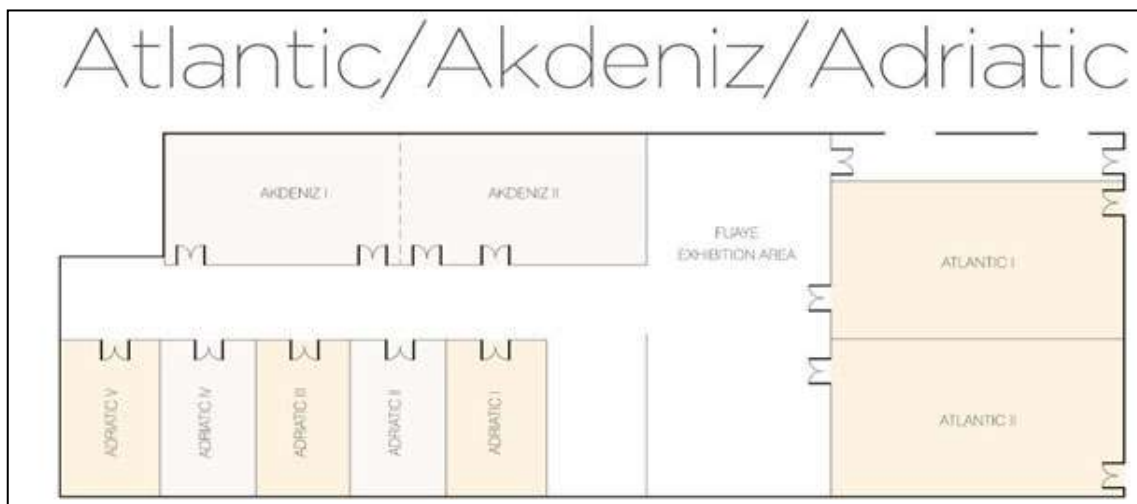 Atlantic/Akdeniz/Adriatic
AKDENIZ I
AKDENIZ II
FUAYE
EXHIBITION AREA
ATLANTIC I
ADRIATIC V
ADRIATIC IV
ADRIATIC III
ADRIATIC II
ADRIATIC I
ATLANTIC II